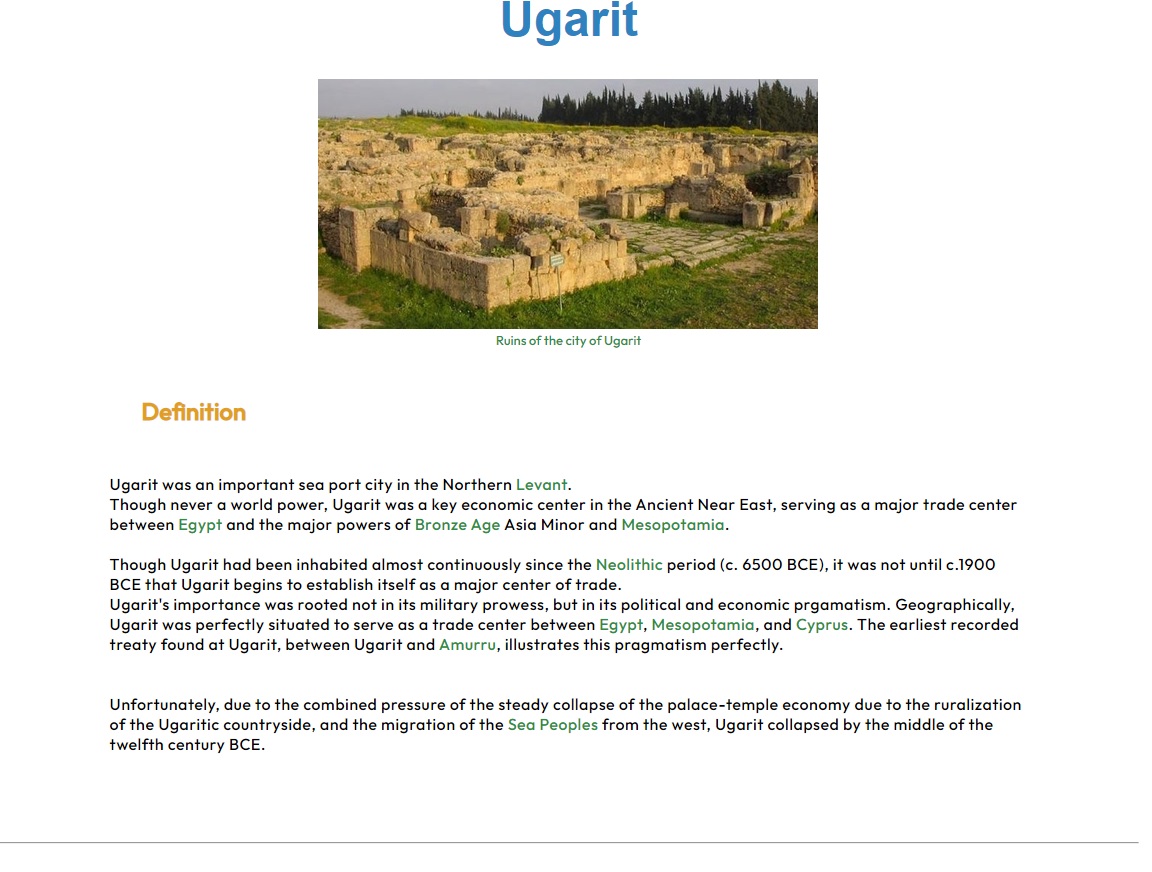 Ugarit
Ruins of the city of Ugarit
Definition
Ugarit was an important sea port city in the Northern Levant.
Though never a world power, Ugarit was a key economic center in the Ancient Near East, serving as a major trade center
between Egypt and the major powers of Bronze Age Asia Minor and Mesopotamia.
Though Ugarit had been inhabited almost continuously since the Neolithic period (c. 6500 BCE), it was not until c.1900
BCE that Ugarit begins to establish itself as a major center of trade.
Ugarit's importance was rooted not in its military prowess, but in its political and economic prgamatism. Geographically,
Ugarit was perfectly situated to serve as a trade center between Egypt, Mesopotamia, and Cyprus. The earliest recorded
treaty found at Ugarit, between Ugarit and Amurru, illustrates this pragmatism perfectly.
Unfortunately, due to the combined pressure of the steady collapse of the palace-temple economy due to the ruralization
of the Ugaritic countryside, and the migration of the Sea Peoples from the west, Ugarit collapsed by the middle of the
twelfth century BCE.